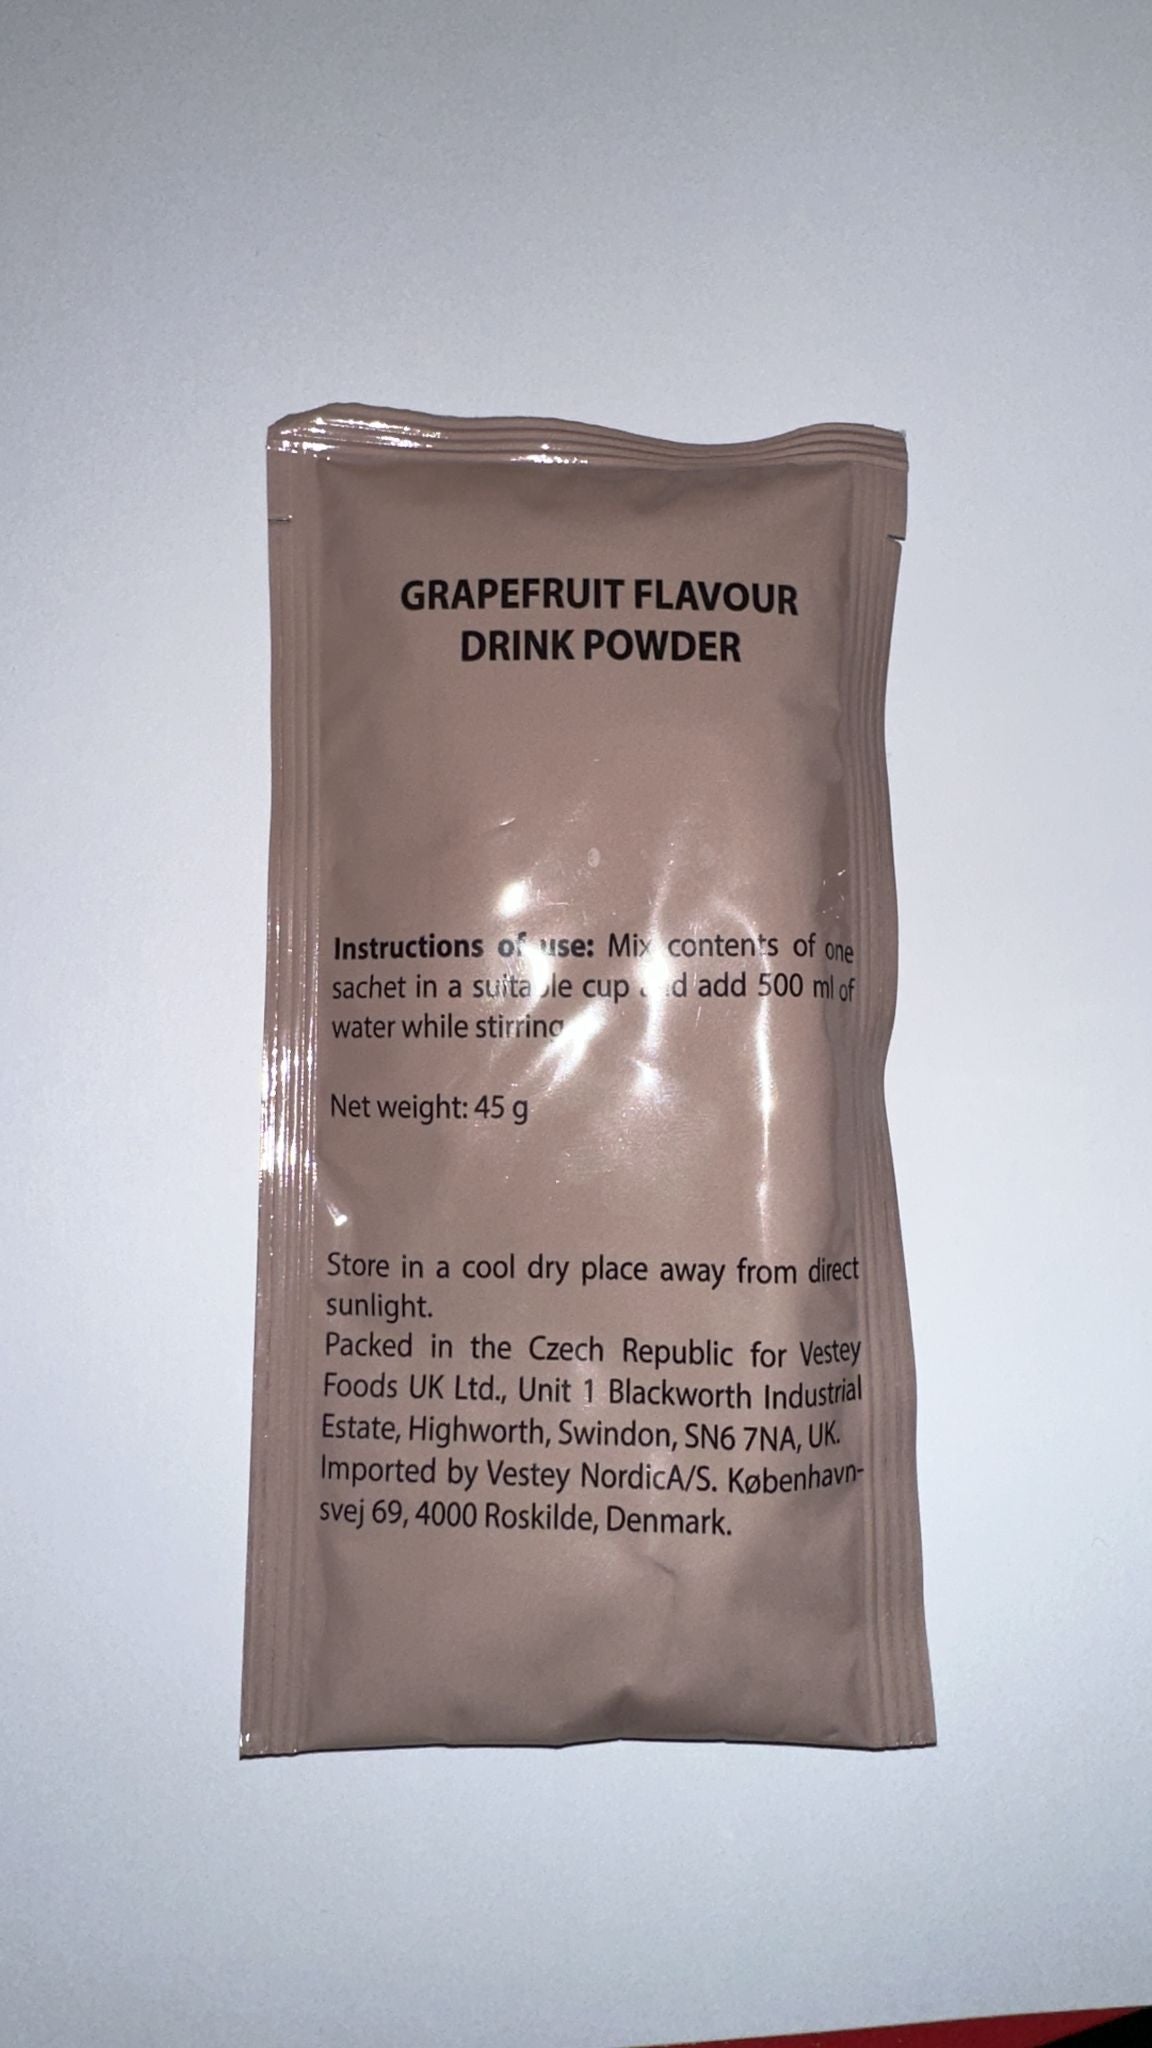 GRAPEFRUIT FLAVOUR
DRINK POWDER
Instructions of use: Mix contents of one
sachet in a suitable cup and add 500 ml of
water while stirring
Net weight: 45 g
Store in a cool dry place away from direct
sunlight.
Packed in the Czech Republic for Vestey
Foods UK Ltd., Unit 1 Blackworth Industrial
Estate, Highworth, Swindon, SN6 7NA, UK.
Imported by Vestey NordicA/S. København-
svej 69, 4000 Roskilde, Denmark.